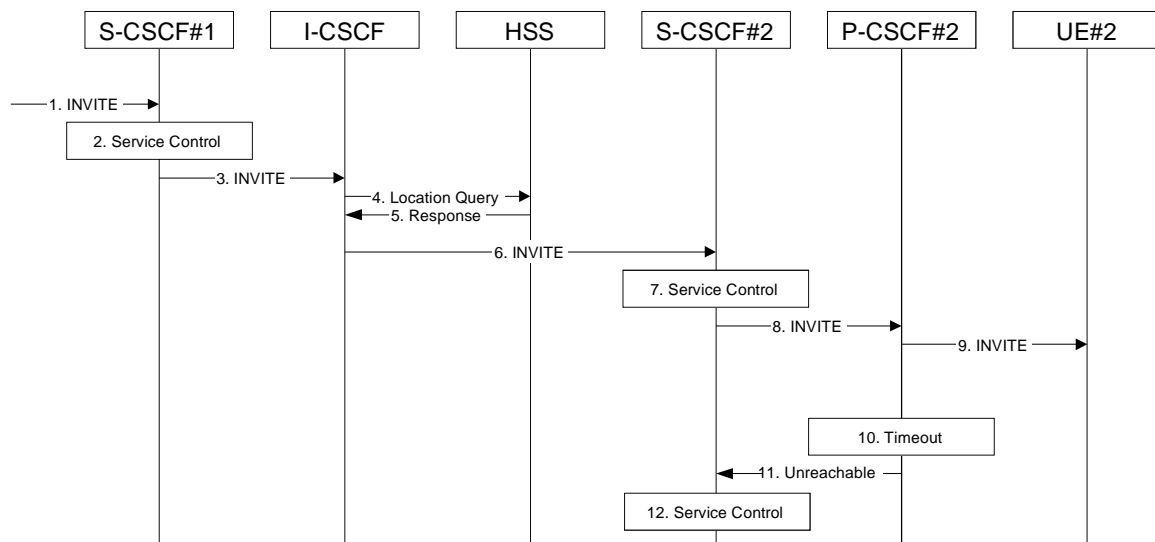 S-CSCF#1
I-CSCF
HSS
S-CSCF#2
P-CSCF#2
UE#2
1. INVITE
2. Service Control
3. INVITE
4. Location Query
5. Response
6. INVITE
7. Service Control
8. INVITE
9. INVITE
10. Timeout
11. Unreachable
12. Service Control